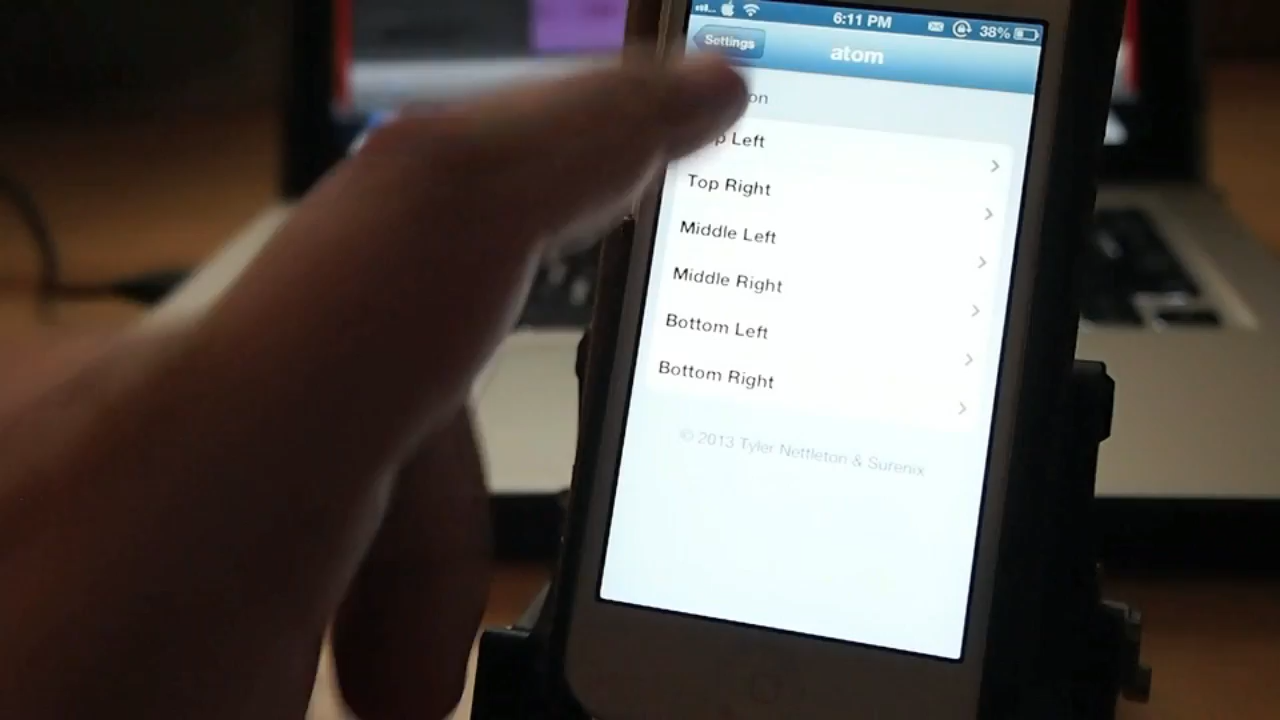 6:11 PM 38%
Settings atom
Left
Top Right
Middle Left
Middle Right
Bottom Left
Bottom Right
© 2013 Tyler Nettleton & Surenix